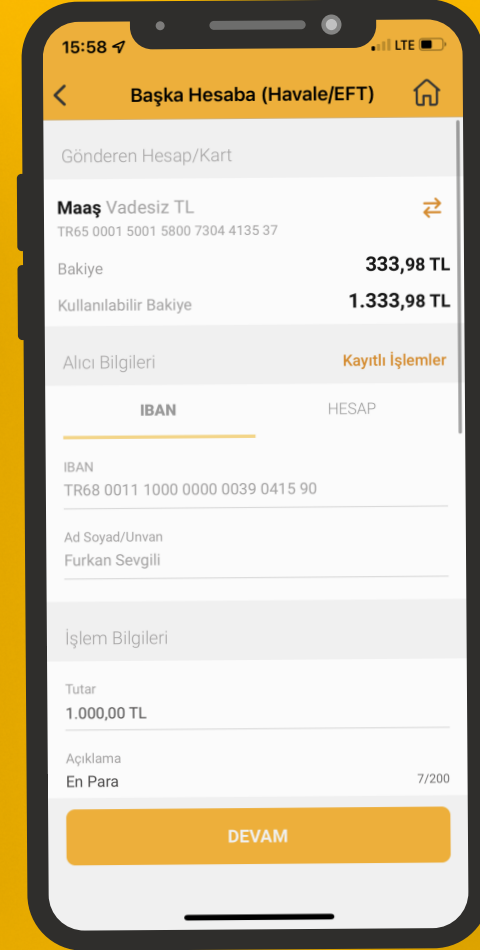 15:58 LTE
Başka Hesaba (Havale/EFT)
Gönderen Hesap/Kart
Maaş Vadesiz TL
TR65 0001 5001 5800 7304 4135 37
Bakiye 333,98 TL
Kullanılabilir Bakiye 1.333,98 TL
Alıcı Bilgileri Kayıtlı İşlemler
IBAN HESAP
IBAN
TR68 0011 1000 0000 0039 0415 90
Ad Soyad/Unvan
Furkan Sevgili
İşlem Bilgileri
Tutar
1.000,00 TL
Açıklama
En Para 7/200
DEVAM